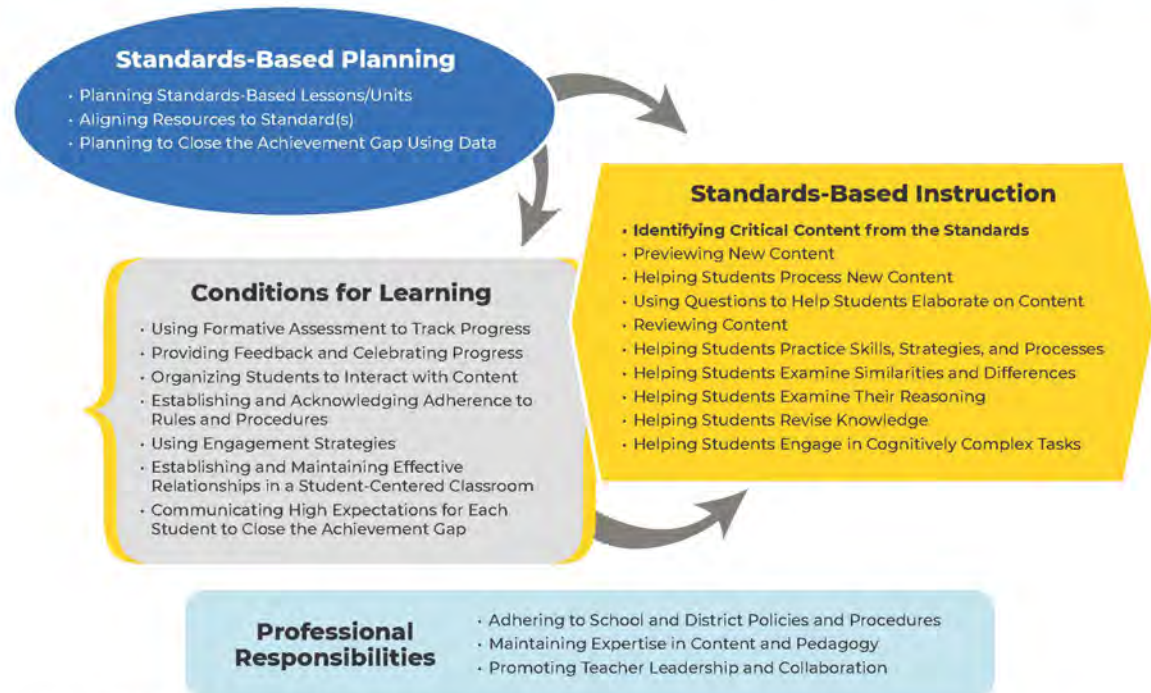 Standards-Based Planning
• Planning Standards-Based Lessons/Units
• Aligning Resources to Standard(s)
• Planning to Close the Achievement Gap Using Data
Standards-Based Instruction
• Identifying Critical Content from the Standards
• Previewing New Content
• Helping Students Process New Content
• Using Questions to Help Students Elaborate on Content
• Reviewing Content
• Helping Students Practice Skills, Strategies, and Processes
• Helping Students Examine Similarities and Differences
• Helping Students Examine Their Reasoning
• Helping Students Revise Knowledge
• Helping Students Engage in Cognitively Complex Tasks
Conditions for Learning
• Using Formative Assessment to Track Progress
• Providing Feedback and Celebrating Progress
• Organizing Students to Interact with Content
• Establishing and Acknowledging Adherence to
Rules and Procedures
• Using Engagement Strategies
• Establishing and Maintaining Effective
Relationships in a Student-Centered Classroom
• Communicating High Expectations for Each
Student to Close the Achievement Gap
Professional
Responsibilities
• Adhering to School and District Policies and Procedures
• Maintaining Expertise in Content and Pedagogy
• Promoting Teacher Leadership and Collaboration